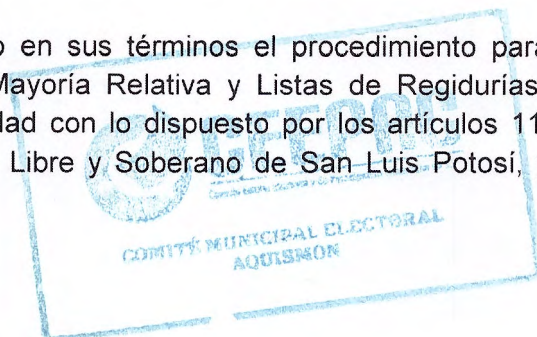 o en sus términos el procedimiento para
Mayoría Relativa y Listas de Regidurías
dad con lo dispuesto por los artículos 11
Libre y Soberano de San Luis Potosí,
CEEPAC
COMITÉ MUNICIPAL ELECTORAL
AQUISMON